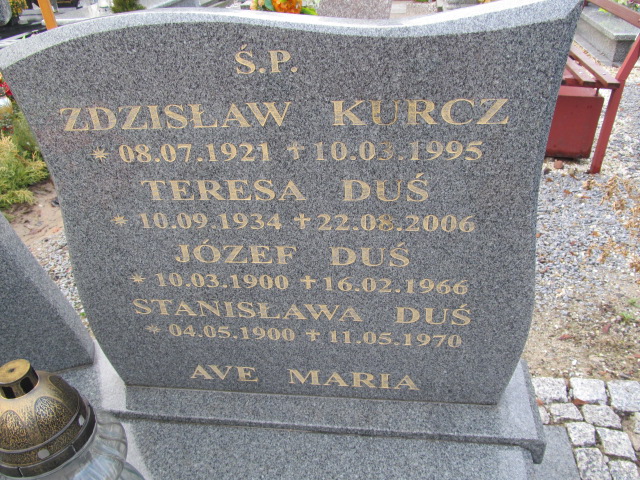 Ś.P.
ZDZISŁAW KURCZ
* 08.07.1921 + 10.03.1995
TERESA DUŚ
* 10.09.1934 + 22.08.2006
JÓZEF DUŚ
* 10.03.1900 + 16.02.1966
STANISŁAWA DUŚ
* 04.05.1900 + 11.05.1970
AVE MARIA